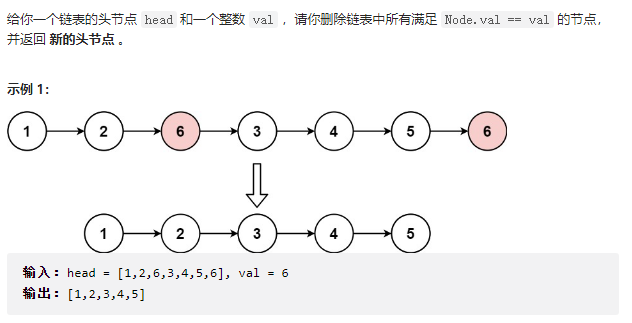 给你一个链表的头节点 head 和一个整数 val ，请你删除链表中所有满足 Node.val == val 的节点，
并返回 新的头节点 。
示例 1：
1 2 6 3 4 5 6
1 2 3 4 5
输入：head = [1,2,6,3,4,5,6], val = 6
输出：[1,2,3,4,5]